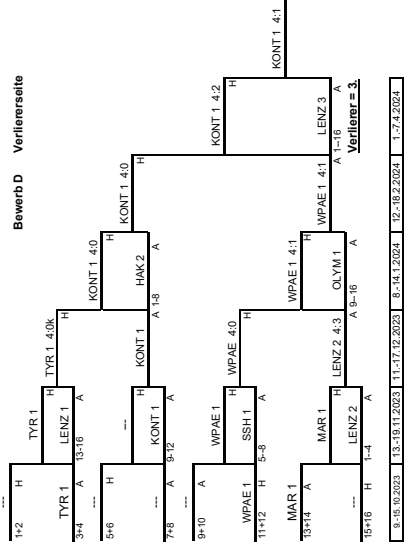 Bewerb D Verliererseite
---
1+2 H
TYR 1
3+4 A
---
5+6 H
---
7+8 A
---
9+10 A
WPAE 1
11+12 H
MAR 1
13+14 A
---
15+16 H
TYR 1 H
LENZ 1
13-16 A
---
KONT 1
9-12 A
WPAE 1 H
SSH 1
5--8 A
MAR 1 H
LENZ 2
1--4 A
TYR 1 4:0k
H
KONT 1
A
WPAE 4:0
H
LENZ 2 4:3
A
KONT 1 4:0
H
HAK 2
1-8 A
WPAE 1 4:1
H
OLYM 1
9--16 A
KONT 1 4:0
H
WPAE 1 4:1
A
KONT 1 4:2
H
LENZ 3
1--16 A
Verlierer = 3.
KONT 1 4:1
9.-15.10.2023 13.-19.11.2023 11.-17.12.2023 8.-14.1.2024 12.-18.2.2024 1.-7.4.2024